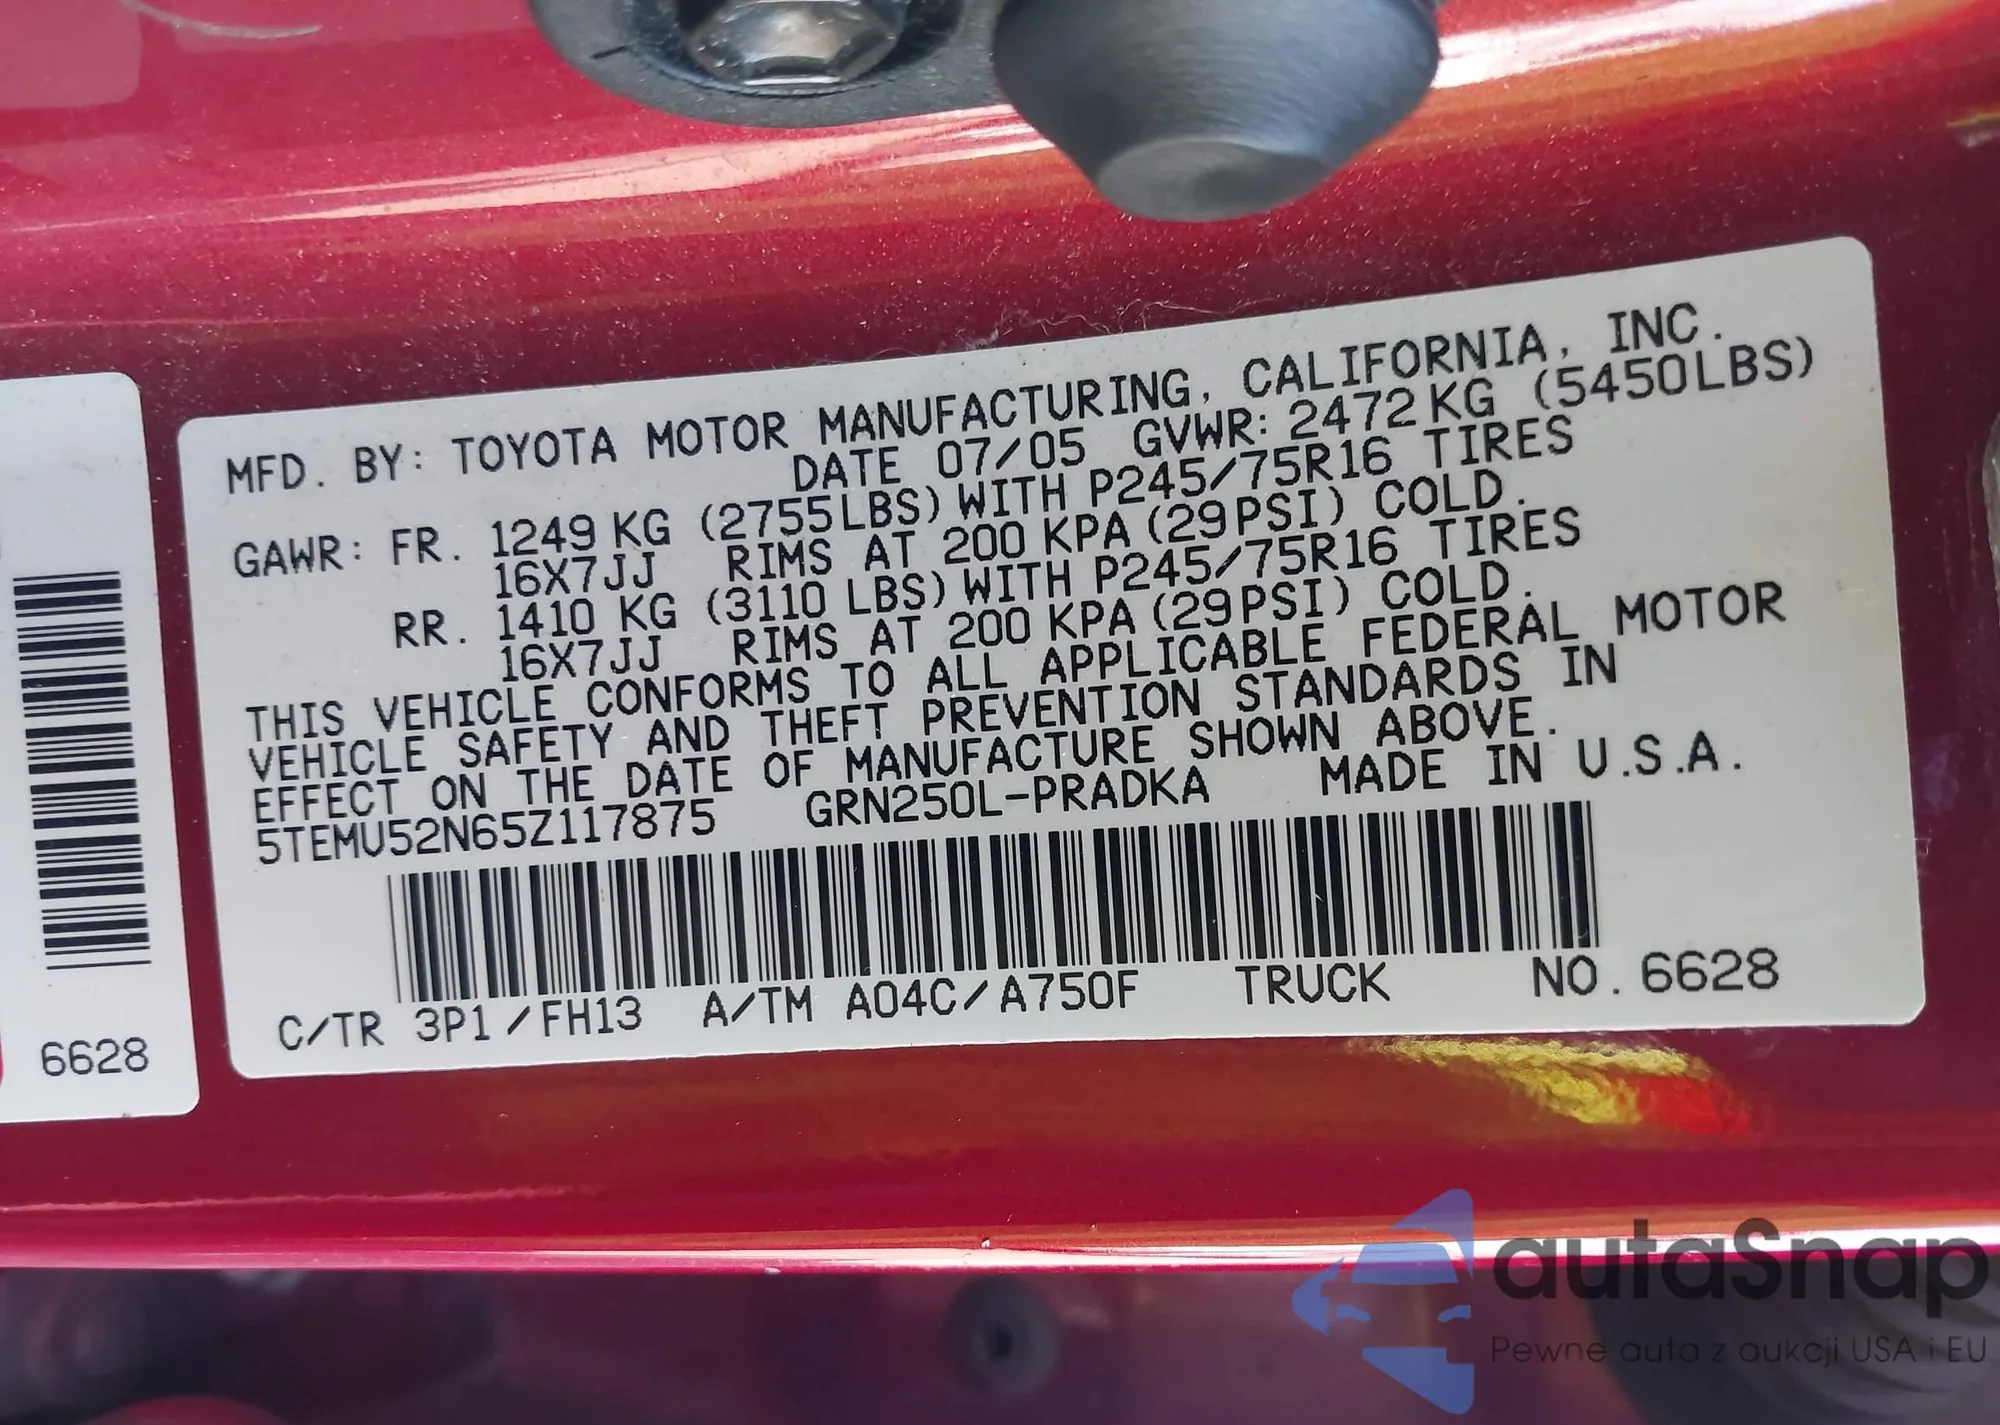 MFD. BY: TOYOTA MOTOR MANUFACTURING, CALIFORNIA, INC.
DATE 07/05 GVWR: 2472KG (5450LBS)
GAWR: FR. 1249KG (2755LBS) WITH P245/75R16 TIRES
16X7JJ RIMS AT 200 KPA (29PSI) COLD.
RR. 1410 KG (3110 LBS) WITH P245/75R16 TIRES
16X7JJ RIMS AT 200 KPA (29PSI) COLD.
THIS VEHICLE CONFORMS TO ALL APPLICABLE FEDERAL MOTOR
VEHICLE SAFETY AND THEFT PREVENTION STANDARDS IN
EFFECT ON THE DATE OF MANUFACTURE SHOWN ABOVE.
5TEMU52N65Z117875 GRN250L-PRADKA MADE IN U.S.A.
C/TR 3P1/FH13 A/TM A04C/A750F TRUCK NO. 6628
6628
autaSnap
Pewne auta z aukcji USA i EU